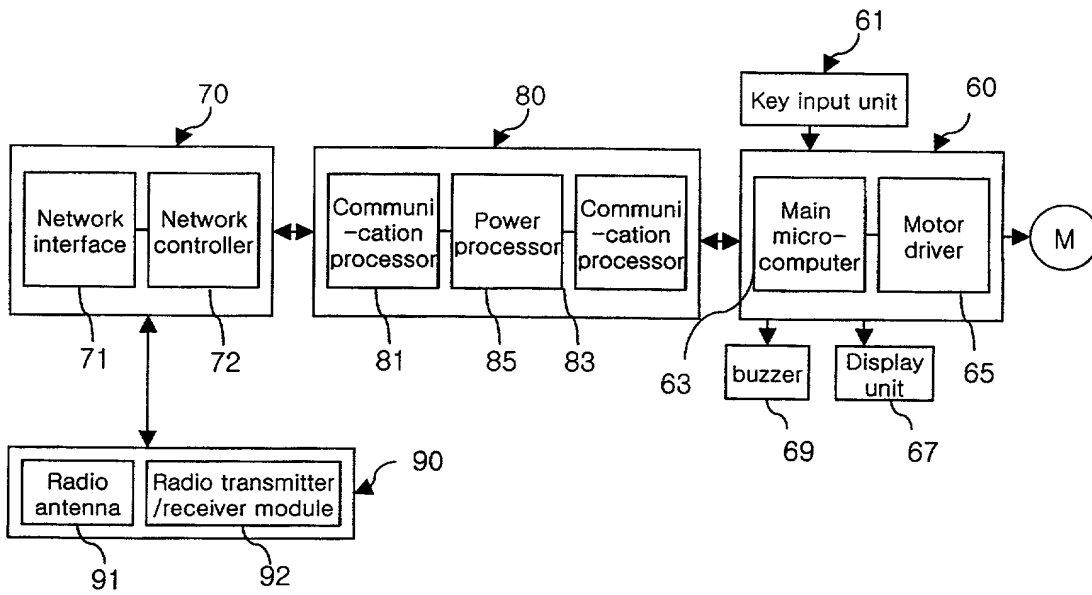 61
Key input unit
70
80
60
Network
interface
Network
controller
Communi
-cation
processor
Power
processor
Communi
-cation
processor
Main
micro-
computer
Motor
driver
M
71
72
81
85
83
63
buzzer
Display
unit
65
69
67
Radio
antenna
Radio transmitter
/receiver module
90
91
92